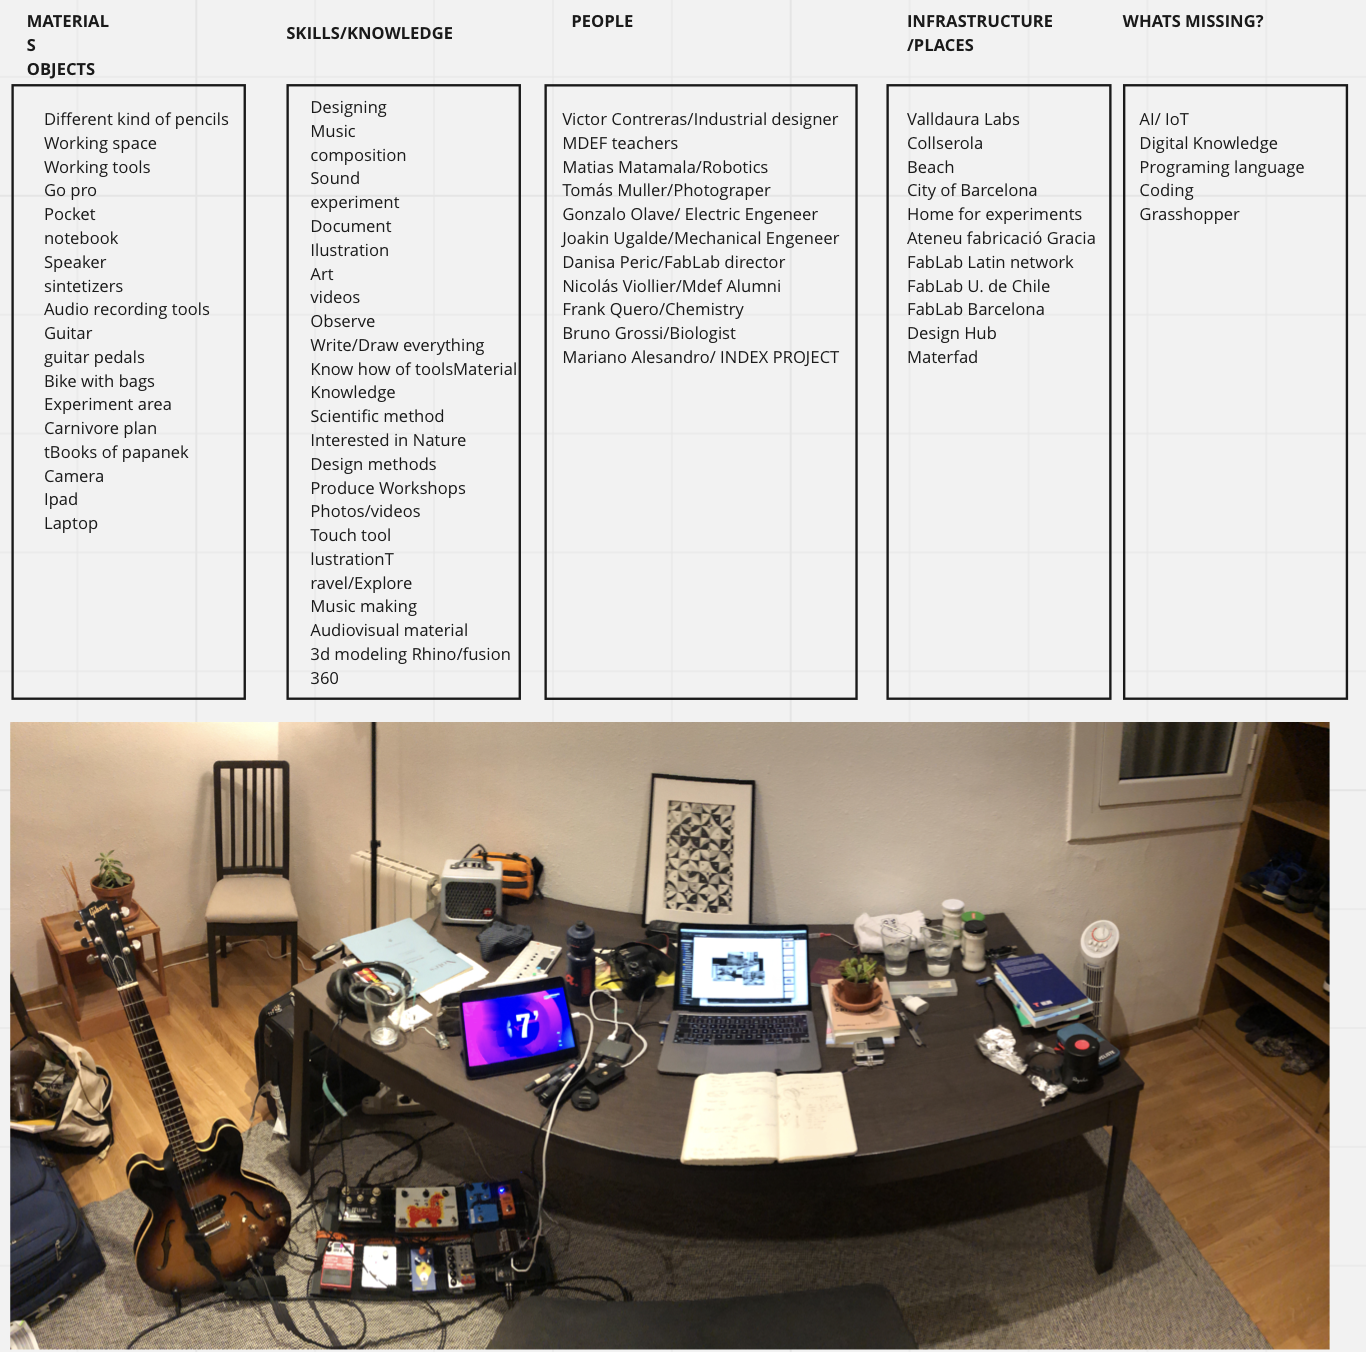 MATERIAL
S
OBJECTS
SKILLS/KNOWLEDGE
PEOPLE
INFRASTRUCTURE
/PLACES
WHATS MISSING?
Different kind of pencils
Working space
Working tools
Go pro
Pocket
notebook
Speaker
sintetizers
Audio recording tools
Guitar
guitar pedals
Bike with bags
Experiment area
Carnivore plan
tBooks of papanek
Camera
Ipad
Laptop
Designing
Music
composition
Sound
experiment
Document
Ilustration
Art
videos
Observe
Write/Draw everything
Know how of toolsMaterial
Knowledge
Scientific method
Interested in Nature
Design methods
Produce Workshops
Photos/videos
Touch tool
lustrationT
ravel/Explore
Music making
Audiovisual material
3d modeling Rhino/fusion
360
Victor Contreras/Industrial designer
MDEF teachers
Matias Matamala/Robotics
Tomás Muller/Photograper
Gonzalo Olave/ Electric Engeneer
Joakin Ugalde/Mechanical Engeneer
Danisa Peric/FabLab director
Nicolás Viollier/Mdef Alumni
Frank Quero/Chemistry
Bruno Grossi/Biologist
Mariano Alesandro/ INDEX PROJECT
Valldaura Labs
Collserola
Beach
City of Barcelona
Home for experiments
Ateneu fabricació Gracia
FabLab Latin network
FabLab U. de Chile
FabLab Barcelona
Design Hub
Materfad
AI/ IoT
Digital Knowledge
Programing language
Coding
Grasshopper
Gibson
7'